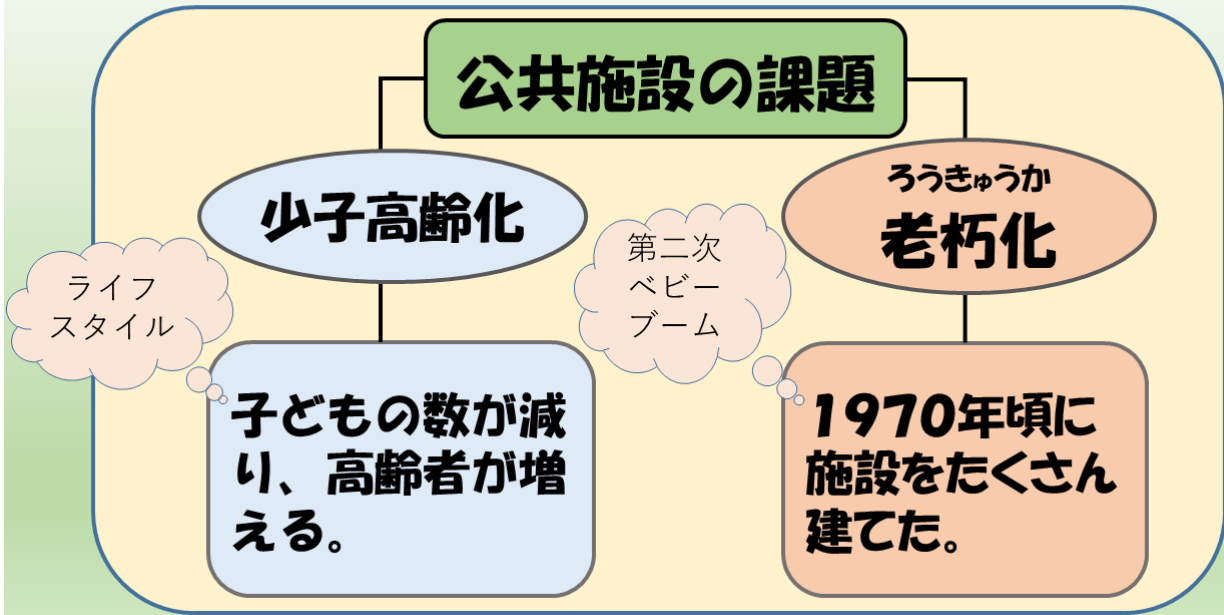 公共施設の課題
少子高齢化
ろうきゅうか
老朽化
ライフ
スタイル
第二次
ベビー
ブーム
子どもの数が減
り、高齢者が増
える。
1970年頃に
施設をたくさん
建てた。